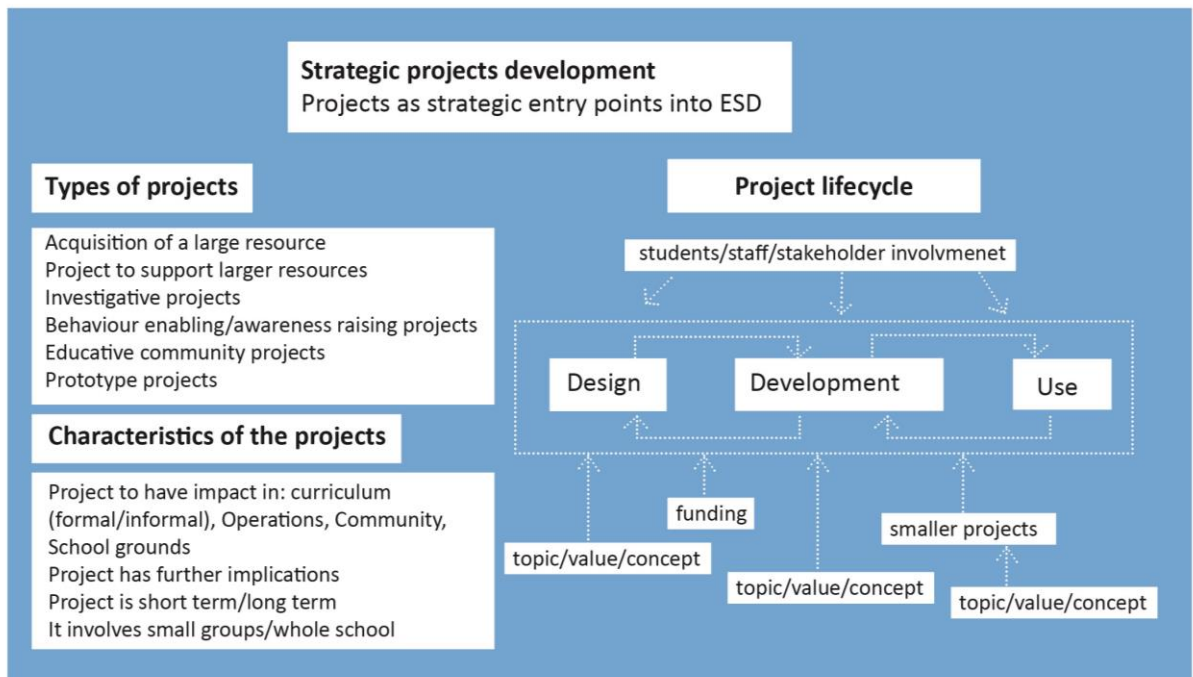 Strategic projects development
Projects as strategic entry points into ESD
Types of projects
Acquisition of a large resource
Project to support larger resources
Investigative projects
Behaviour enabling/awareness raising projects
Educative community projects
Prototype projects
Characteristics of the projects
Project to have impact in: curriculum
(formal/informal), Operations, Community,
School grounds
Project has further implications
Project is short term/long term
It involves small groups/whole school
Project lifecycle
students/staff/stakeholder involvmenet
Design
Development
Use
funding
smaller projects
topic/value/concept
topic/value/concept
topic/value/concept